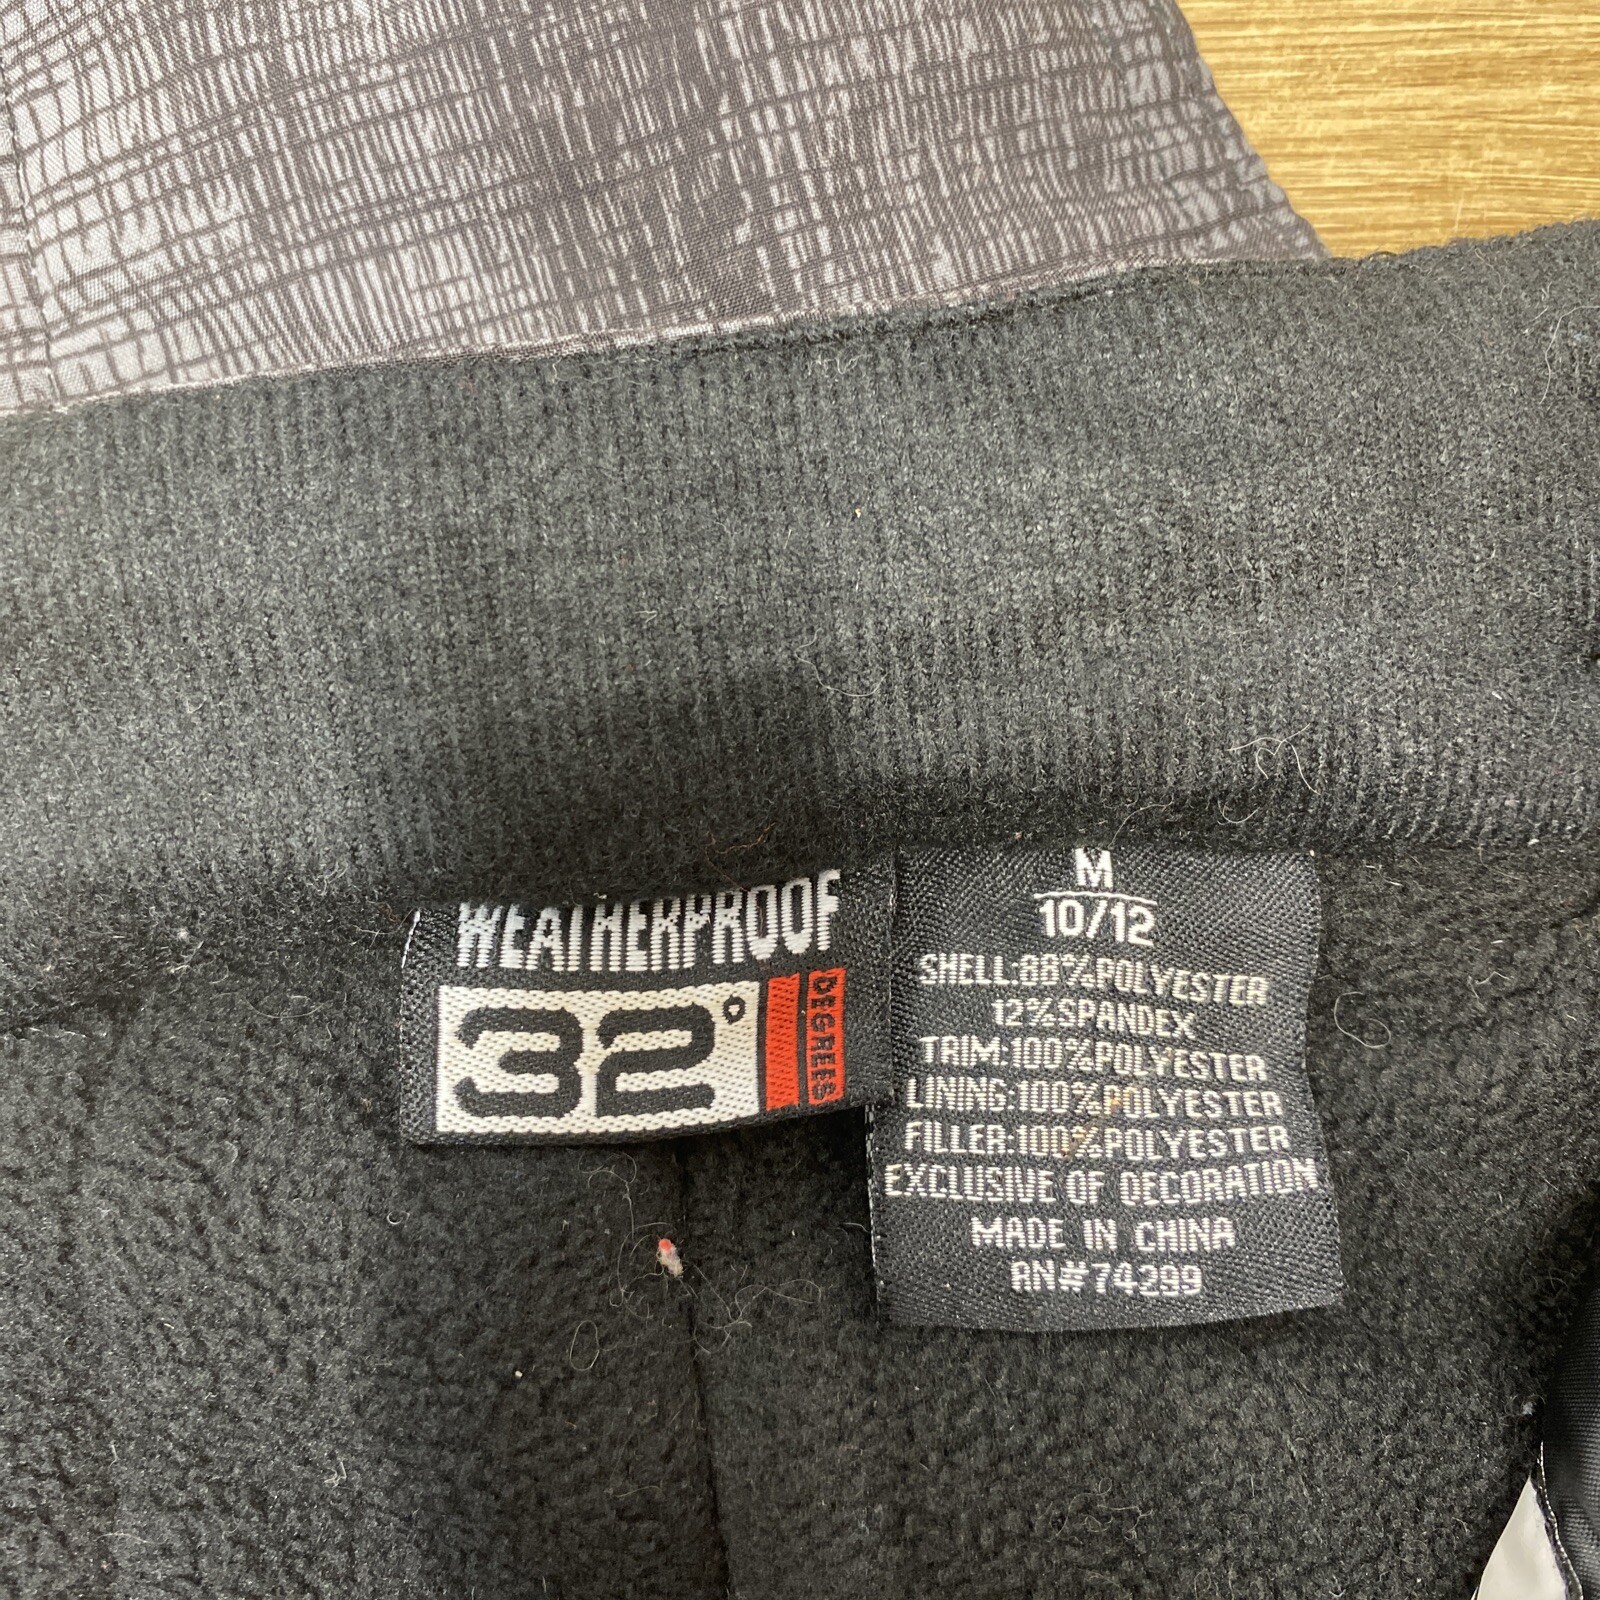 WEATHERPROOF
32°
DEGREES
M
10/12
SHELL:88%POLYESTER
12%SPANDEX
TRIM:100%POLYESTER
LINING:100%POLYESTER
FILLER:100%POLYESTER
EXCLUSIVE OF DECORATION
MADE IN CHINA
RN#74299